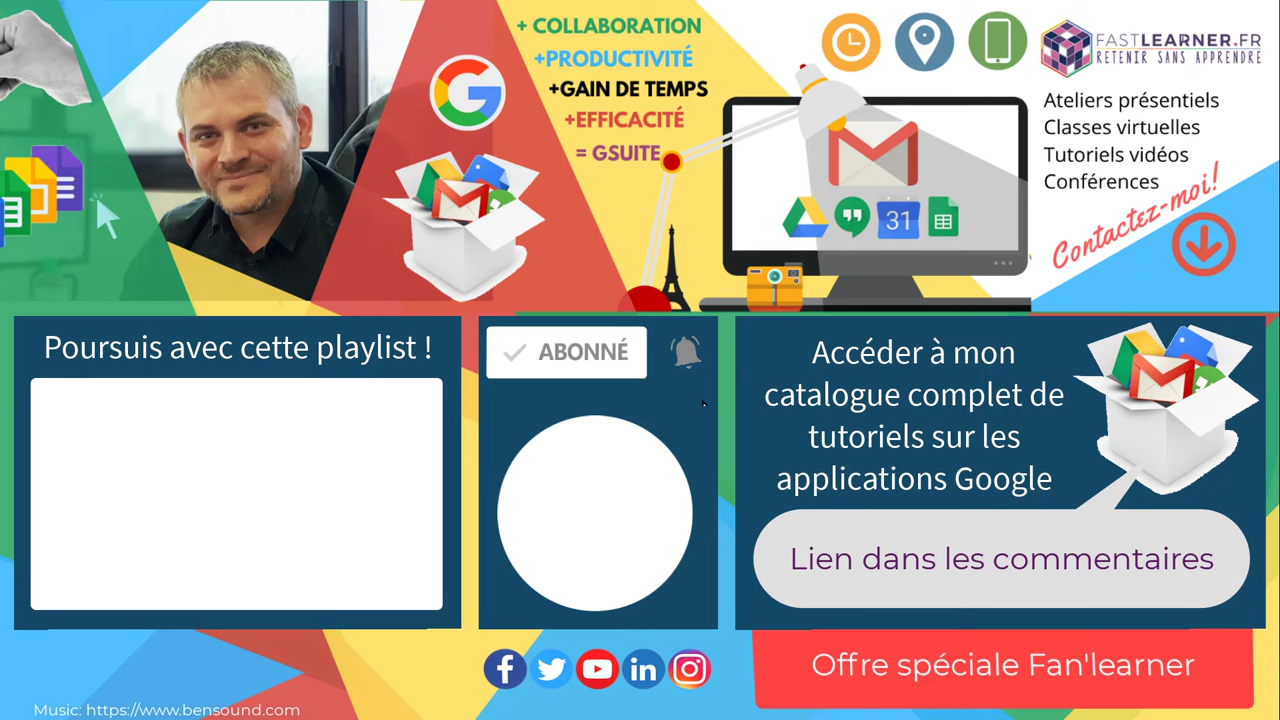 + COLLABORATION
+PRODUCTIVITÉ
+GAIN DE TEMPS
+EFFICACITÉ
= GSUITE
31
FASTLEARNER.FR
RETENIR SANS APPRENDRE
Ateliers présentiels
Classes virtuelles
Tutoriels vidéos
Conférences
Contactez-moi!
Poursuis avec cette playlist !
ABONNÉ
Accéder à mon
catalogue complet de
tutoriels sur les
applications Google
Lien dans les commentaires
Offre spéciale Fan'learner
Music: https://www.bensound.com